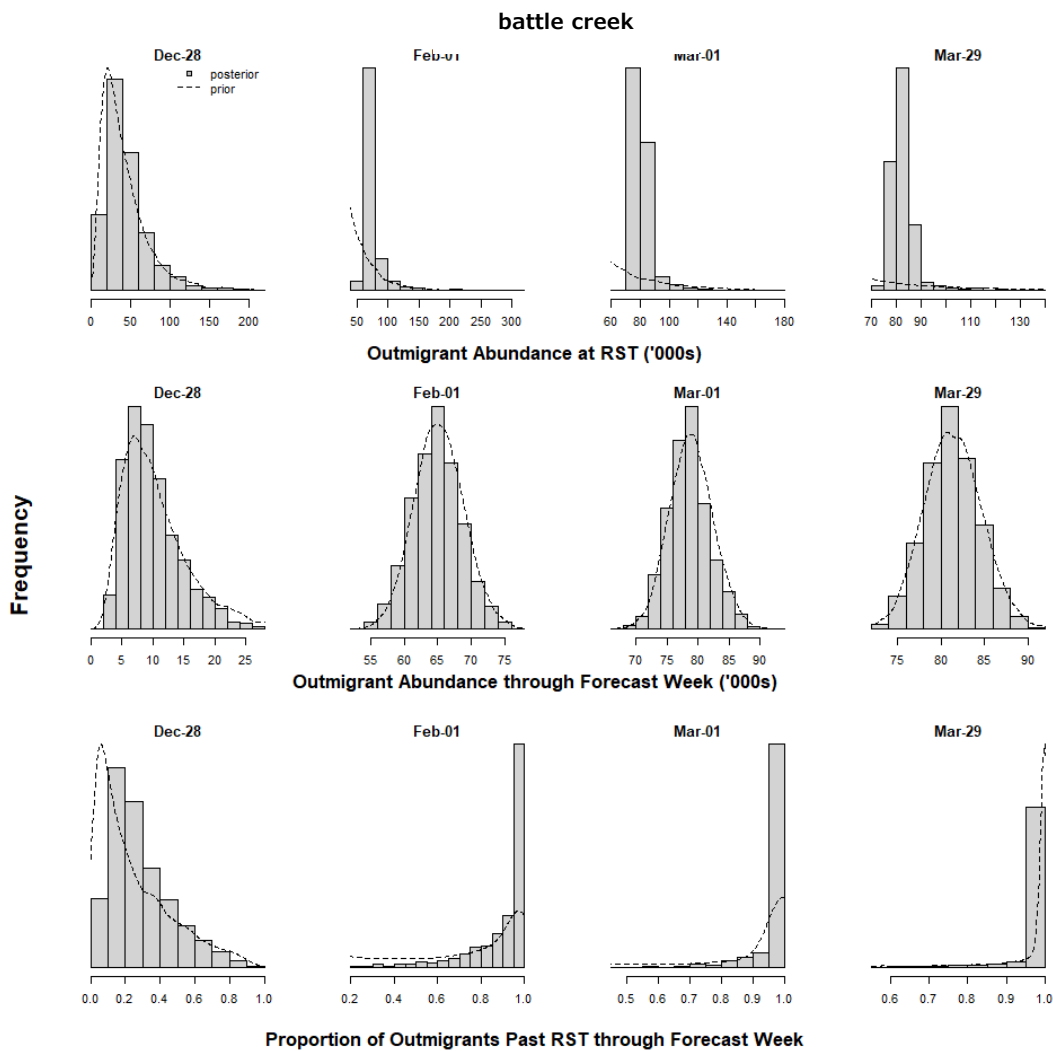 battle creek
Dec-28 Feb-01 Mar-01 Mar-29
posterior
prior
0 50 100 150 200 50 100 150 200 250 300 60 80 100 140 180 70 80 90 110 130
Outmigrant Abundance at RST ('000s)
Dec-28 Feb-01 Mar-01 Mar-29
Frequency
0 5 10 15 20 25 55 60 65 70 75 70 75 80 85 90 75 80 85 90
Outmigrant Abundance through Forecast Week ('000s)
Dec-28 Feb-01 Mar-01 Mar-29
0.0 0.2 0.4 0.6 0.8 1.0 0.2 0.4 0.6 0.8 1.0 0.5 0.6 0.7 0.8 0.9 1.0 0.6 0.7 0.8 0.9 1.0
Proportion of Outmigrants Past RST through Forecast Week